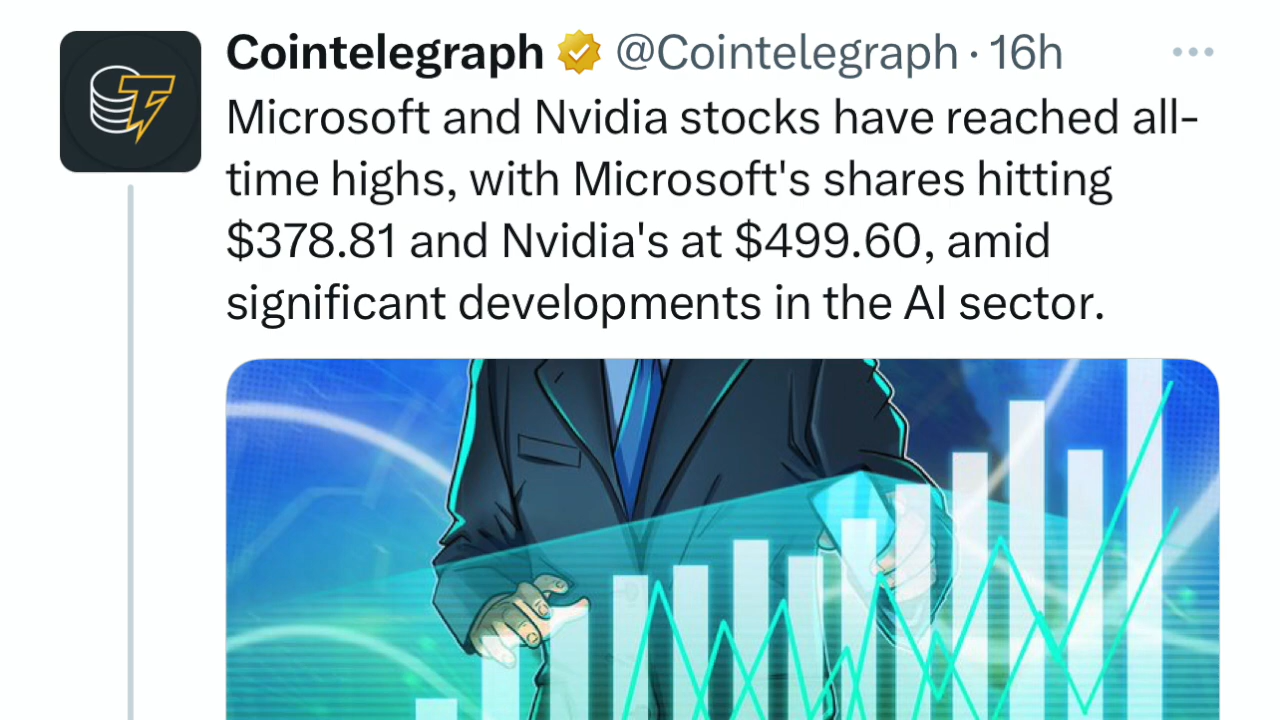 Cointelegraph @Cointelegraph · 16h
Microsoft and Nvidia stocks have reached all-
time highs, with Microsoft's shares hitting
$378.81 and Nvidia's at $499.60, amid
significant developments in the AI sector.